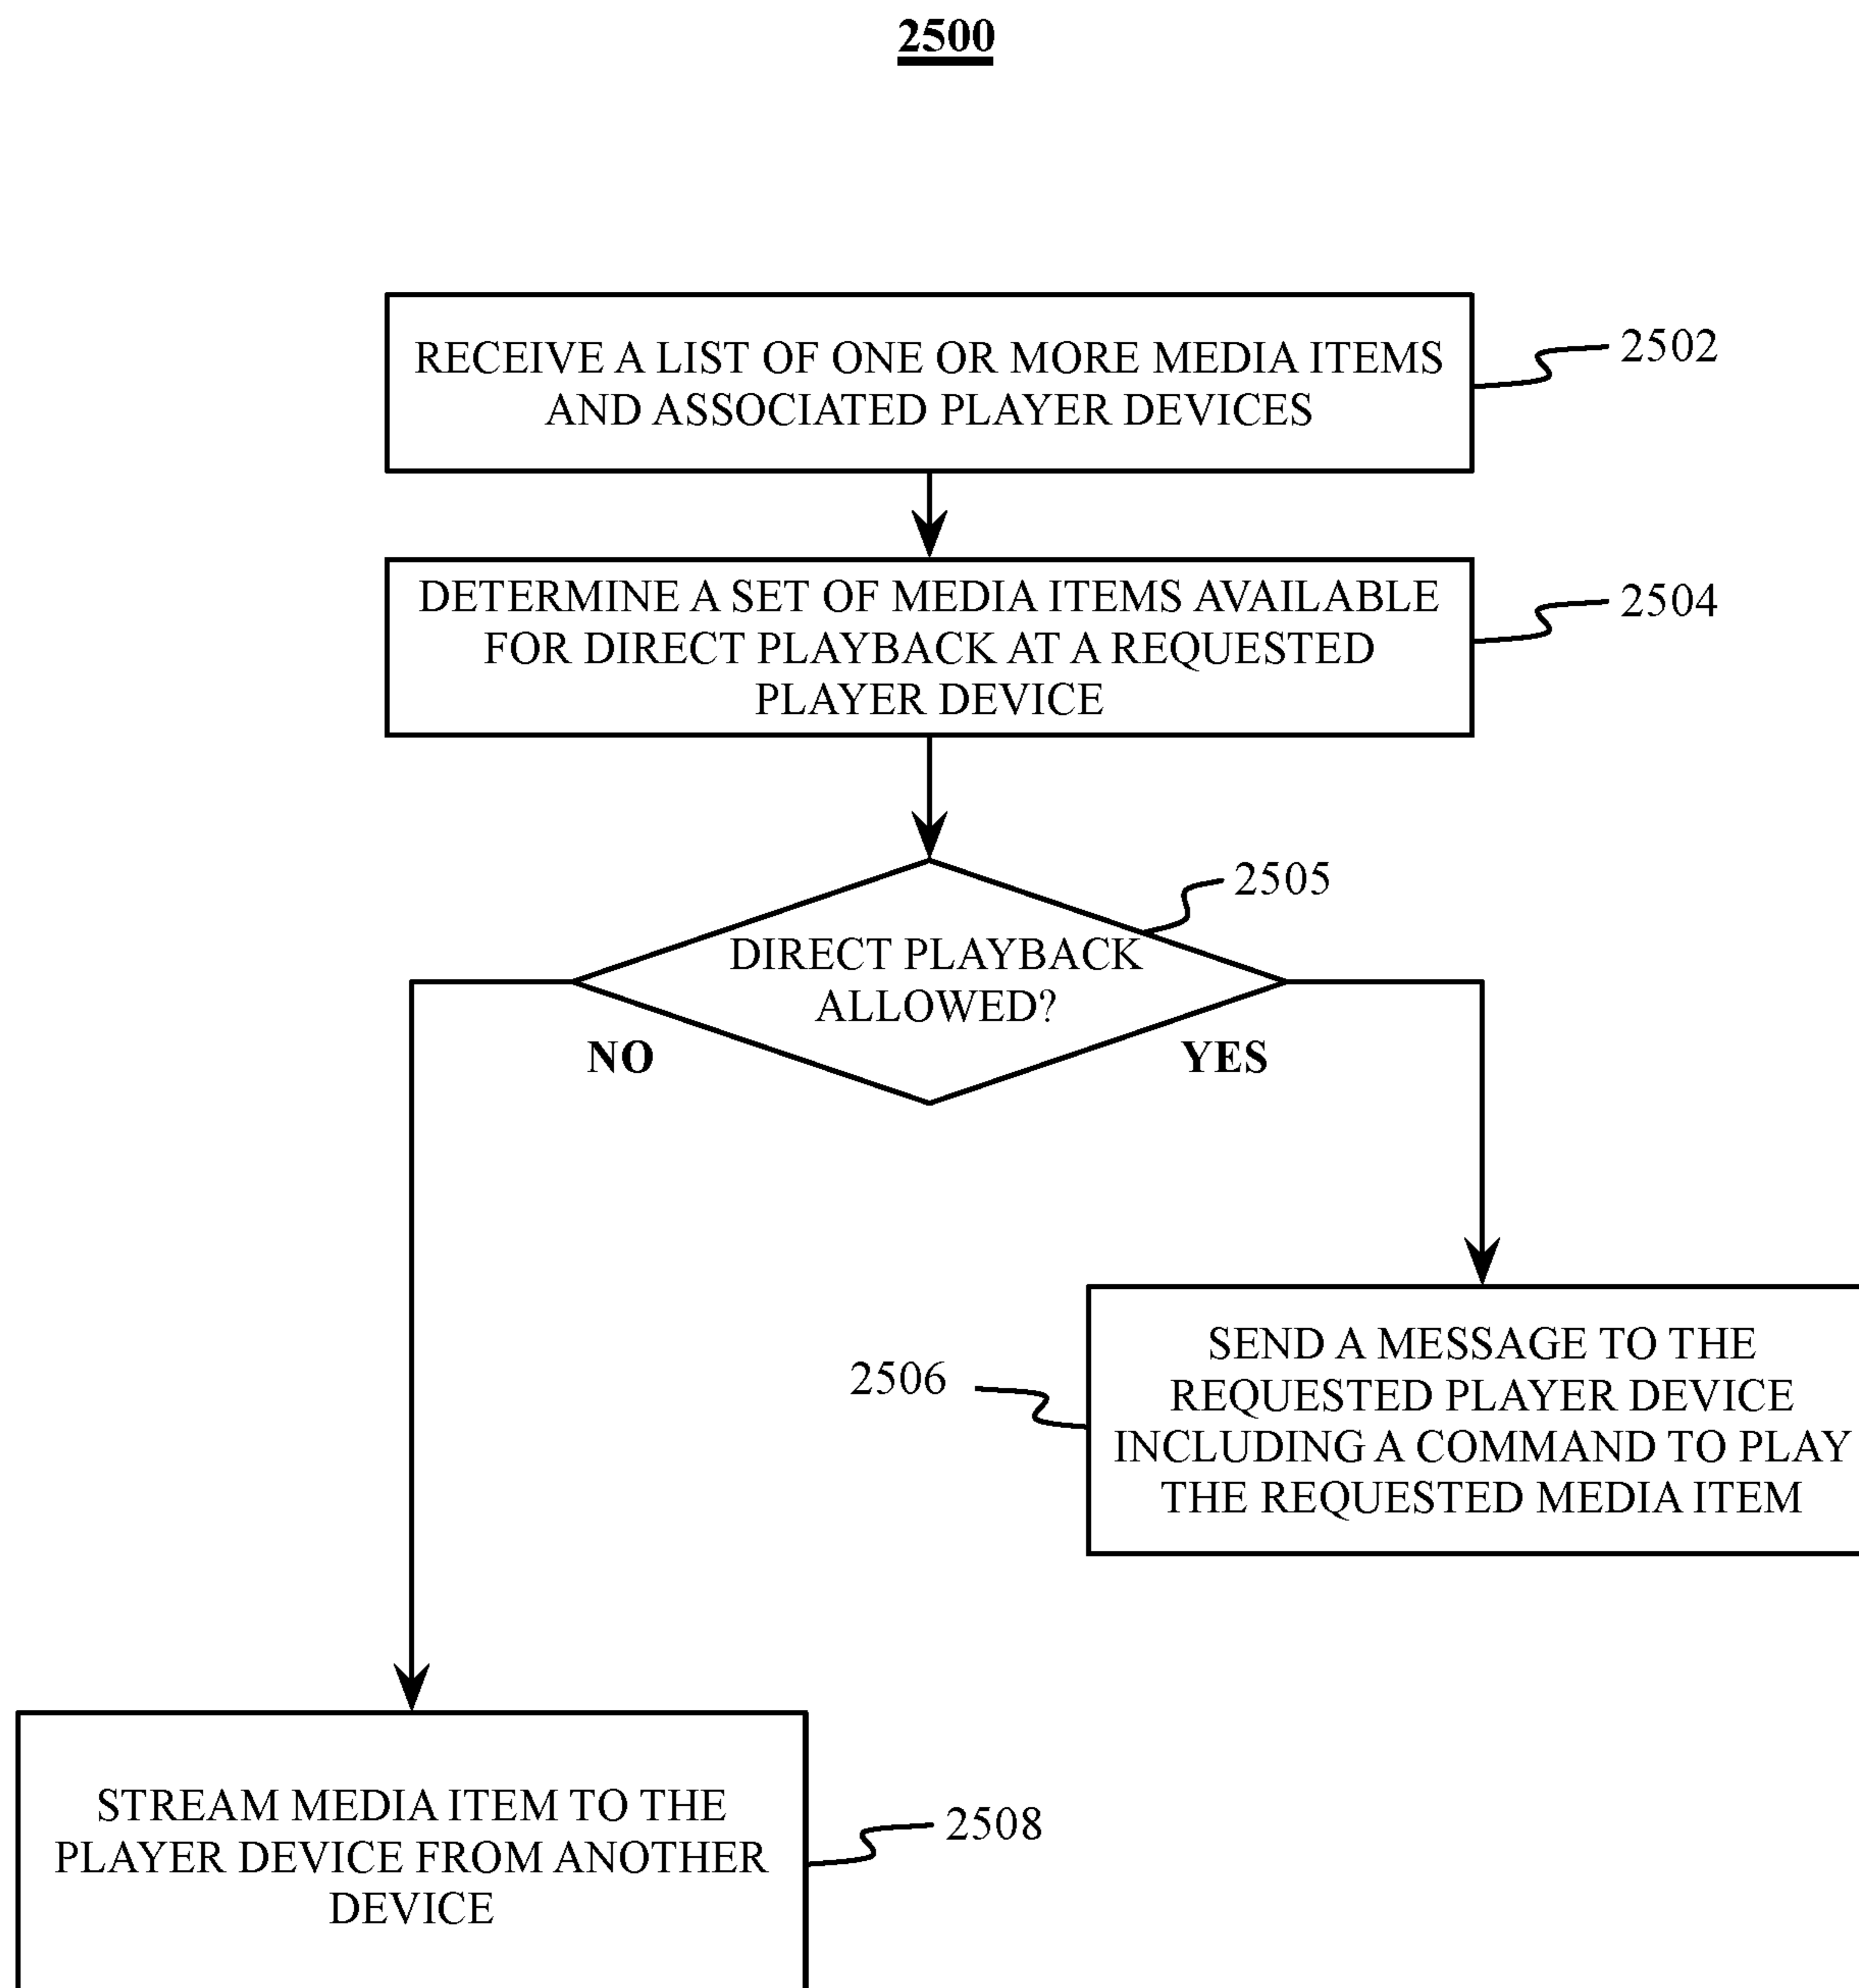 2500
RECEIVE A LIST OF ONE OR MORE MEDIA ITEMS
AND ASSOCIATED PLAYER DEVICES
2502
DETERMINE A SET OF MEDIA ITEMS AVAILABLE
FOR DIRECT PLAYBACK AT A REQUESTED
PLAYER DEVICE
2504
2505
DIRECT PLAYBACK
ALLOWED?
NO
YES
SEND A MESSAGE TO THE
REQUESTED PLAYER DEVICE
INCLUDING A COMMAND TO PLAY
THE REQUESTED MEDIA ITEM
2506
STREAM MEDIA ITEM TO THE
PLAYER DEVICE FROM ANOTHER
DEVICE
2508